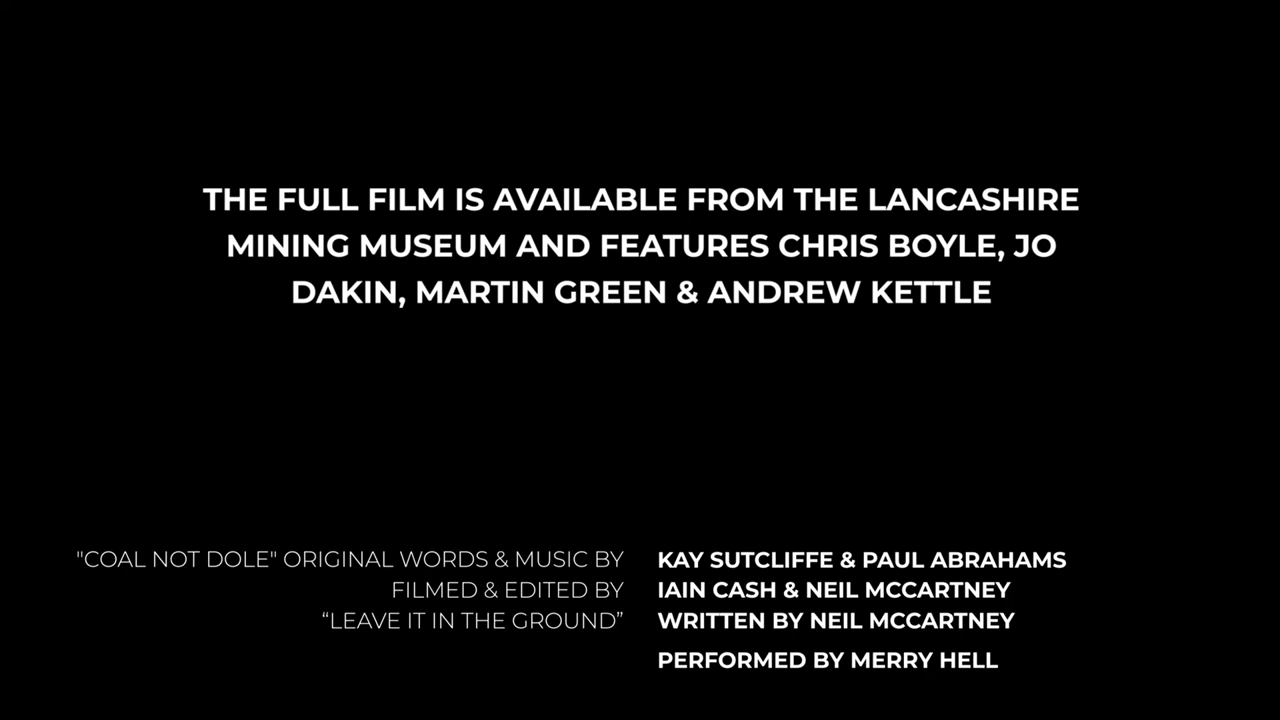 THE FULL FILM IS AVAILABLE FROM THE LANCASHIRE
MINING MUSEUM AND FEATURES CHRIS BOYLE, JO
DAKIN, MARTIN GREEN & ANDREW KETTLE
"COAL NOT DOLE" ORIGINAL WORDS & MUSIC BY KAY SUTCLIFFE & PAUL ABRAHAMS
FILMED & EDITED BY IAIN CASH & NEIL MCCARTNEY
“LEAVE IT IN THE GROUND” WRITTEN BY NEIL MCCARTNEY
PERFORMED BY MERRY HELL